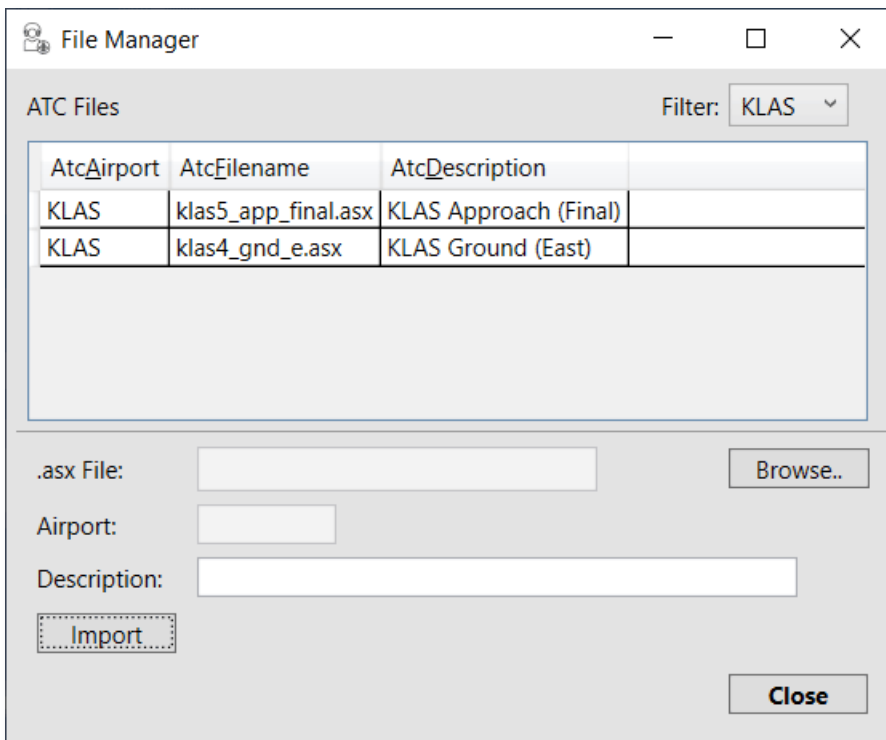 File Manager
ATC Files Filter: KLAS
AtcAirport AtcFilename AtcDescription
KLAS klas5_app_final.asx KLAS Approach (Final)
KLAS klas4_gnd_e.asx KLAS Ground (East)
.asx File: Browse..
Airport:
Description:
Import
Close